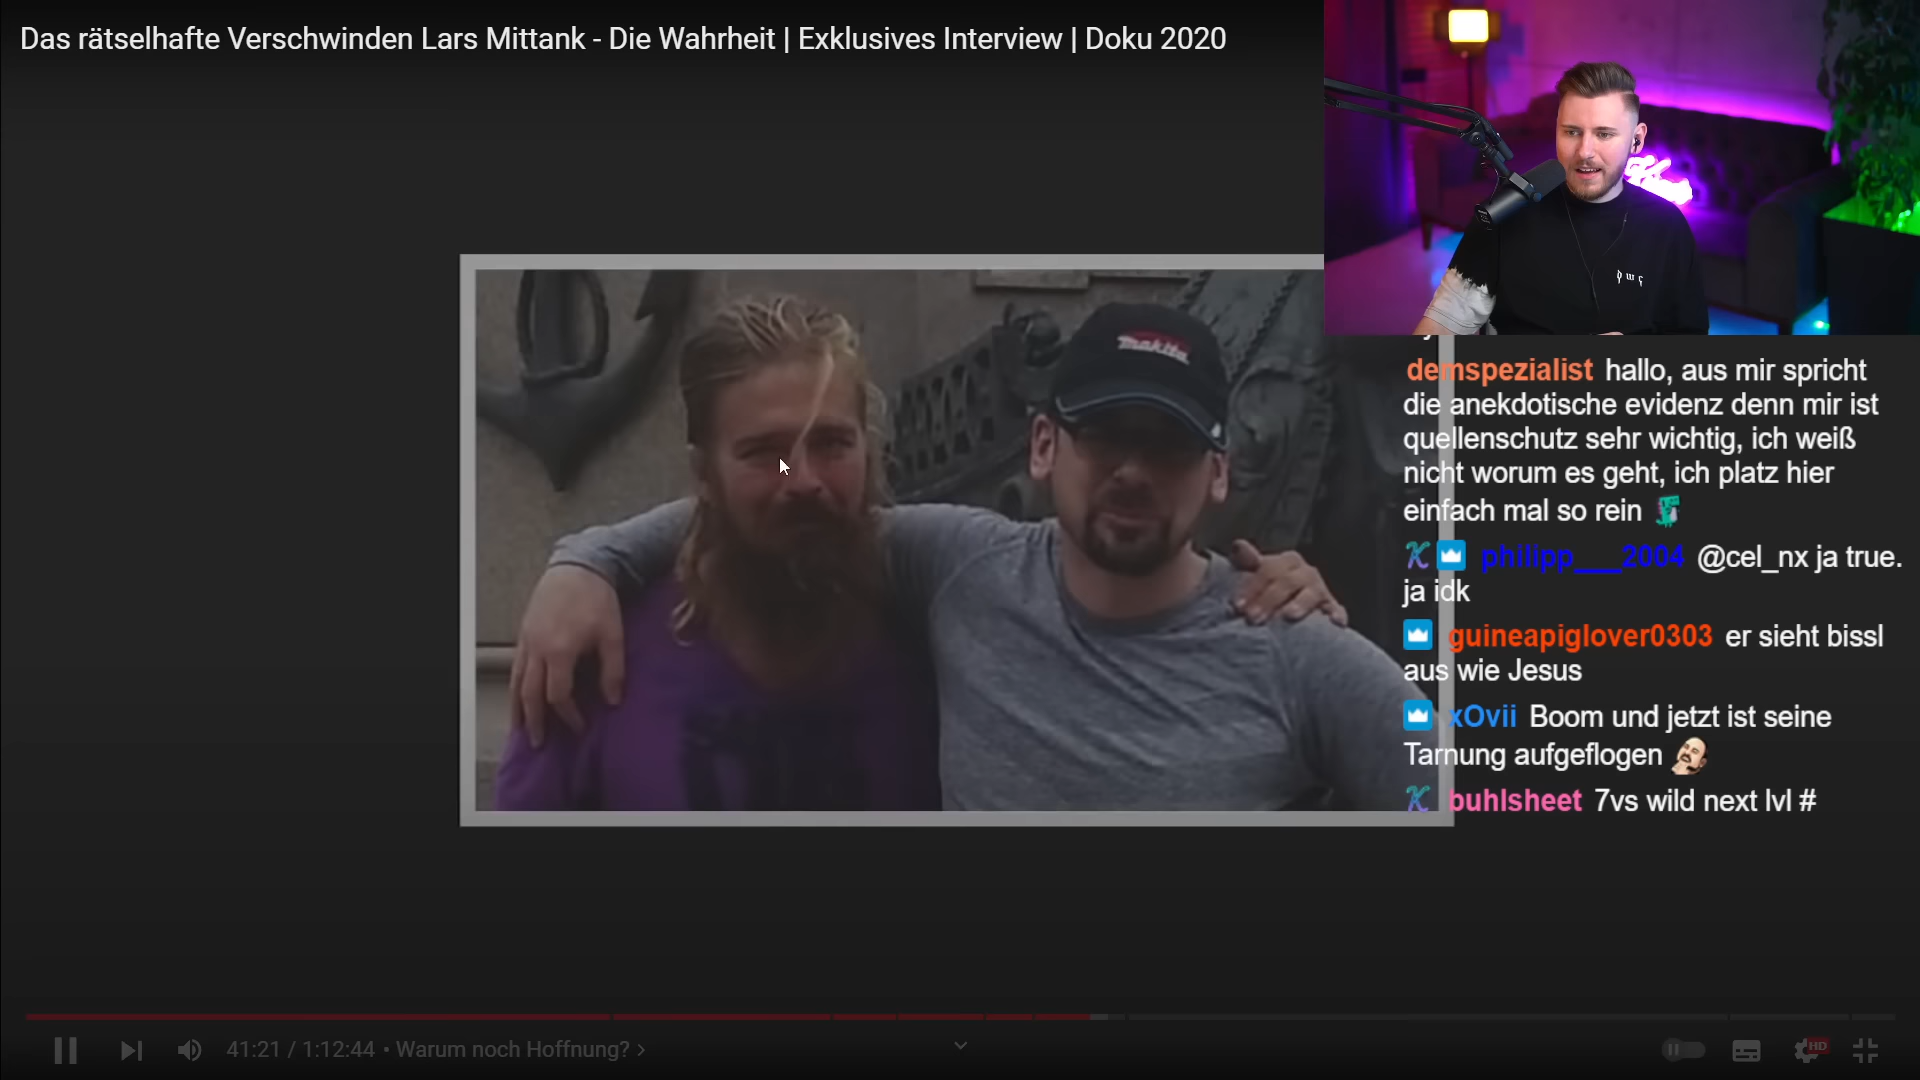 Das rätselhafte Verschwinden Lars Mittank - Die Wahrheit | Exklusives Interview | Doku 2020
makita
demspezialist hallo, aus mir spricht
die anekdotische evidenz denn mir ist
quellenschutz sehr wichtig, ich weiß
nicht worum es geht, ich platz hier
einfach mal so rein
philipp___2004 @cel_nx ja true.
ja idk
guineapiglover0303 er sieht bissl
aus wie Jesus
xOvii Boom und jetzt ist seine
Tarnung aufgeflogen
buhlsheet 7vs wild next lvl #
41:21 / 1:12:44 • Warum noch Hoffnung? >
HD